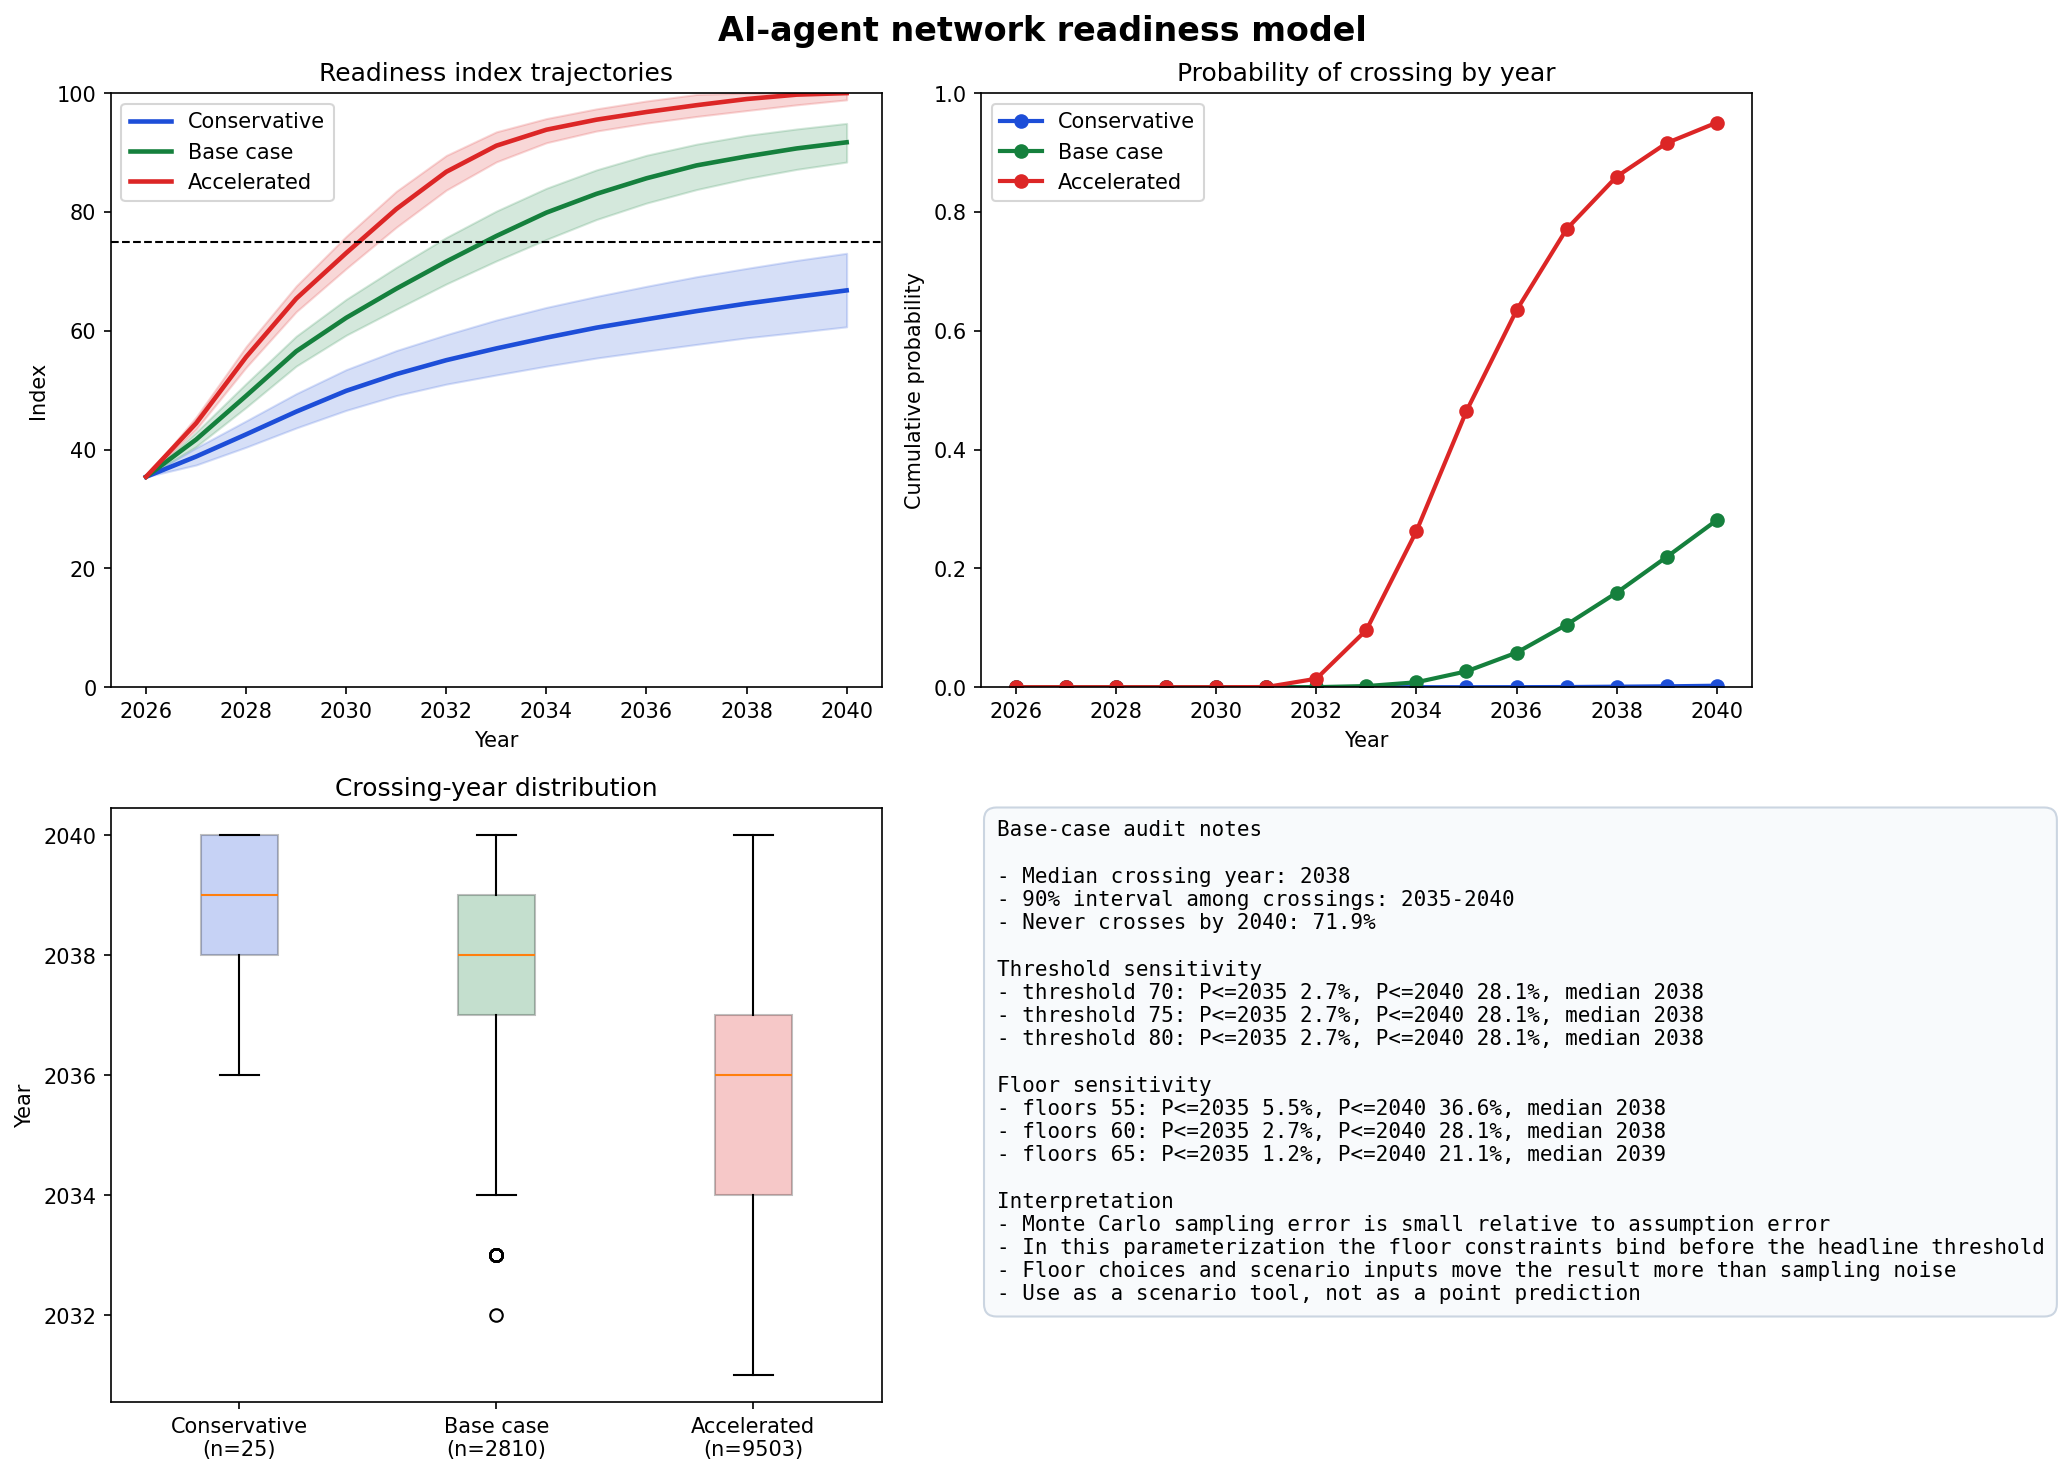 AI-agent network readiness model
Readiness index trajectories
100
80
60
40
20
0
Index
Conservative
Base case
Accelerated
2026 2028 2030 2032 2034 2036 2038 2040
Year
Probability of crossing by year
1.0
0.8
0.6
0.4
0.2
0.0
Cumulative probability
Conservative
Base case
Accelerated
2026 2028 2030 2032 2034 2036 2038 2040
Year
Crossing-year distribution
2040
2038
2036
2034
2032
Year
Conservative
(n=25)
Base case
(n=2810)
Accelerated
(n=9503)
Base-case audit notes
- Median crossing year: 2038
- 90% interval among crossings: 2035-2040
- Never crosses by 2040: 71.9%
Threshold sensitivity
- threshold 70: P<=2035 2.7%, P<=2040 28.1%, median 2038
- threshold 75: P<=2035 2.7%, P<=2040 28.1%, median 2038
- threshold 80: P<=2035 2.7%, P<=2040 28.1%, median 2038
Floor sensitivity
- floors 55: P<=2035 5.5%, P<=2040 36.6%, median 2038
- floors 60: P<=2035 2.7%, P<=2040 28.1%, median 2038
- floors 65: P<=2035 1.2%, P<=2040 21.1%, median 2039
Interpretation
- Monte Carlo sampling error is small relative to assumption error
- In this parameterization the floor constraints bind before the headline threshold
- Floor choices and scenario inputs move the result more than sampling noise
- Use as a scenario tool, not as a point prediction